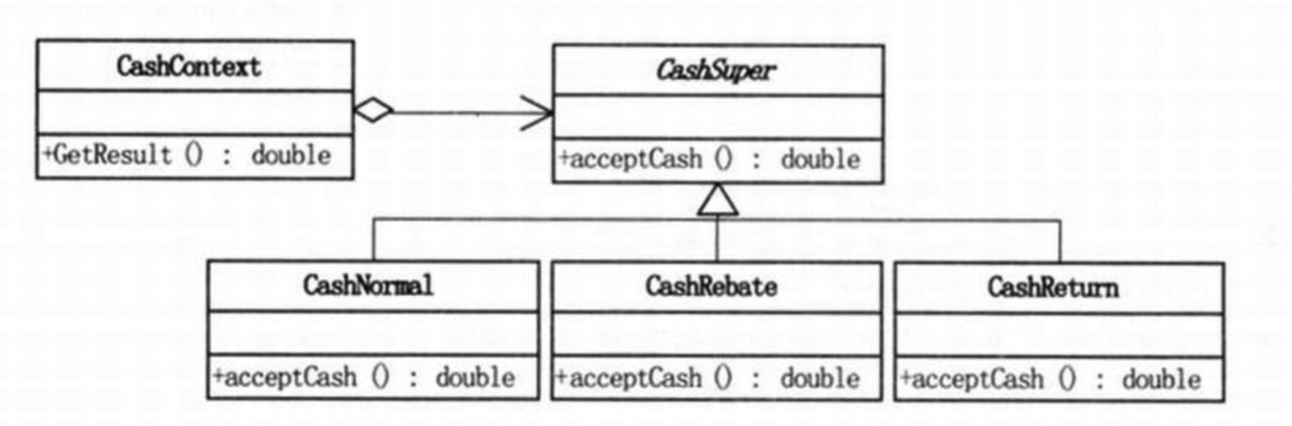 CashContext
+GetResult () : double
CashSuper
+acceptCash () : double
CashNormal
+acceptCash () : double
CashRebate
+acceptCash () : double
CashReturn
+acceptCash () : double